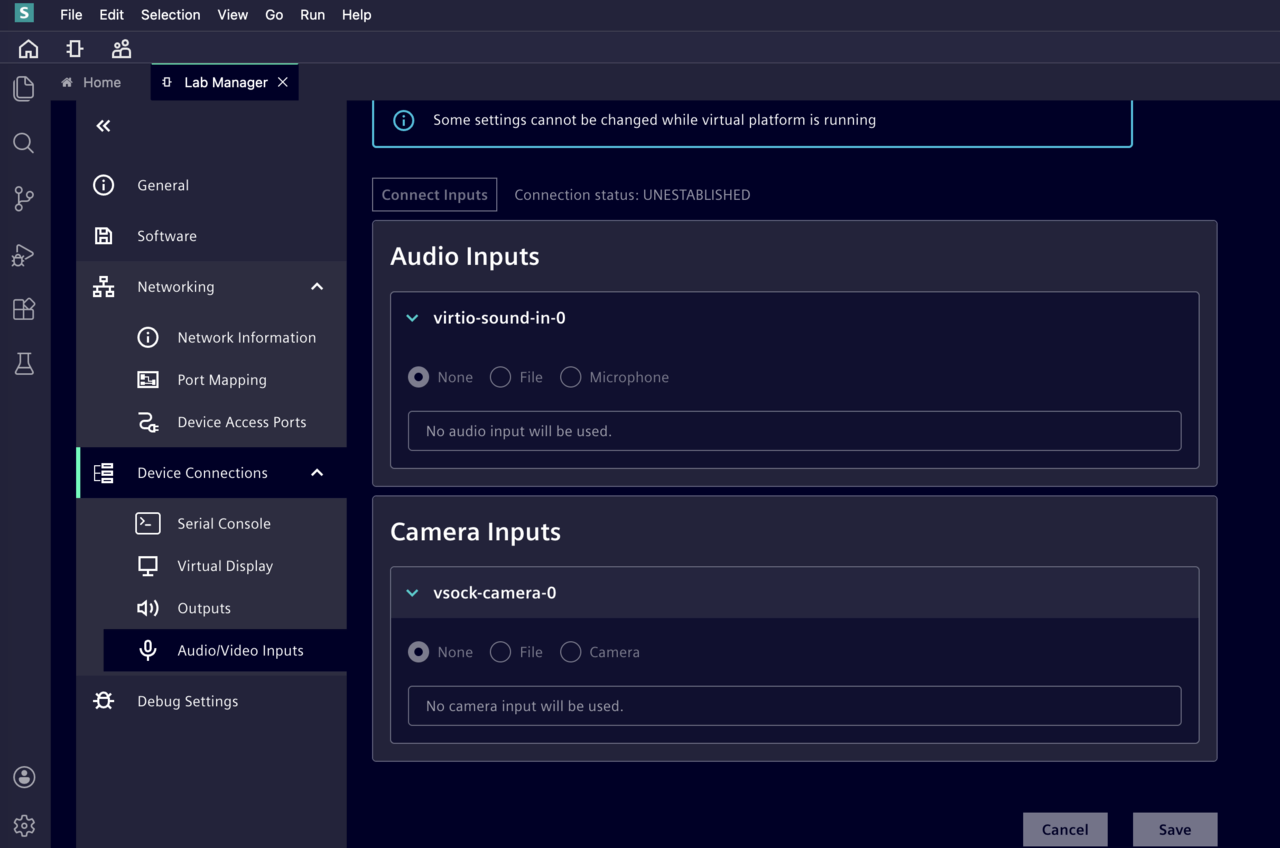 S File Edit Selection View Go Run Help
Home Lab Manager
Some settings cannot be changed while virtual platform is running
General
Software
Networking
Network Information
Port Mapping
Device Access Ports
Device Connections
Serial Console
Virtual Display
Outputs
Audio/Video Inputs
Debug Settings
Connect Inputs Connection status: UNESTABLISHED
Audio Inputs
virtio-sound-in-0
None File Microphone
No audio input will be used.
Camera Inputs
vsock-camera-0
None File Camera
No camera input will be used.
Cancel Save